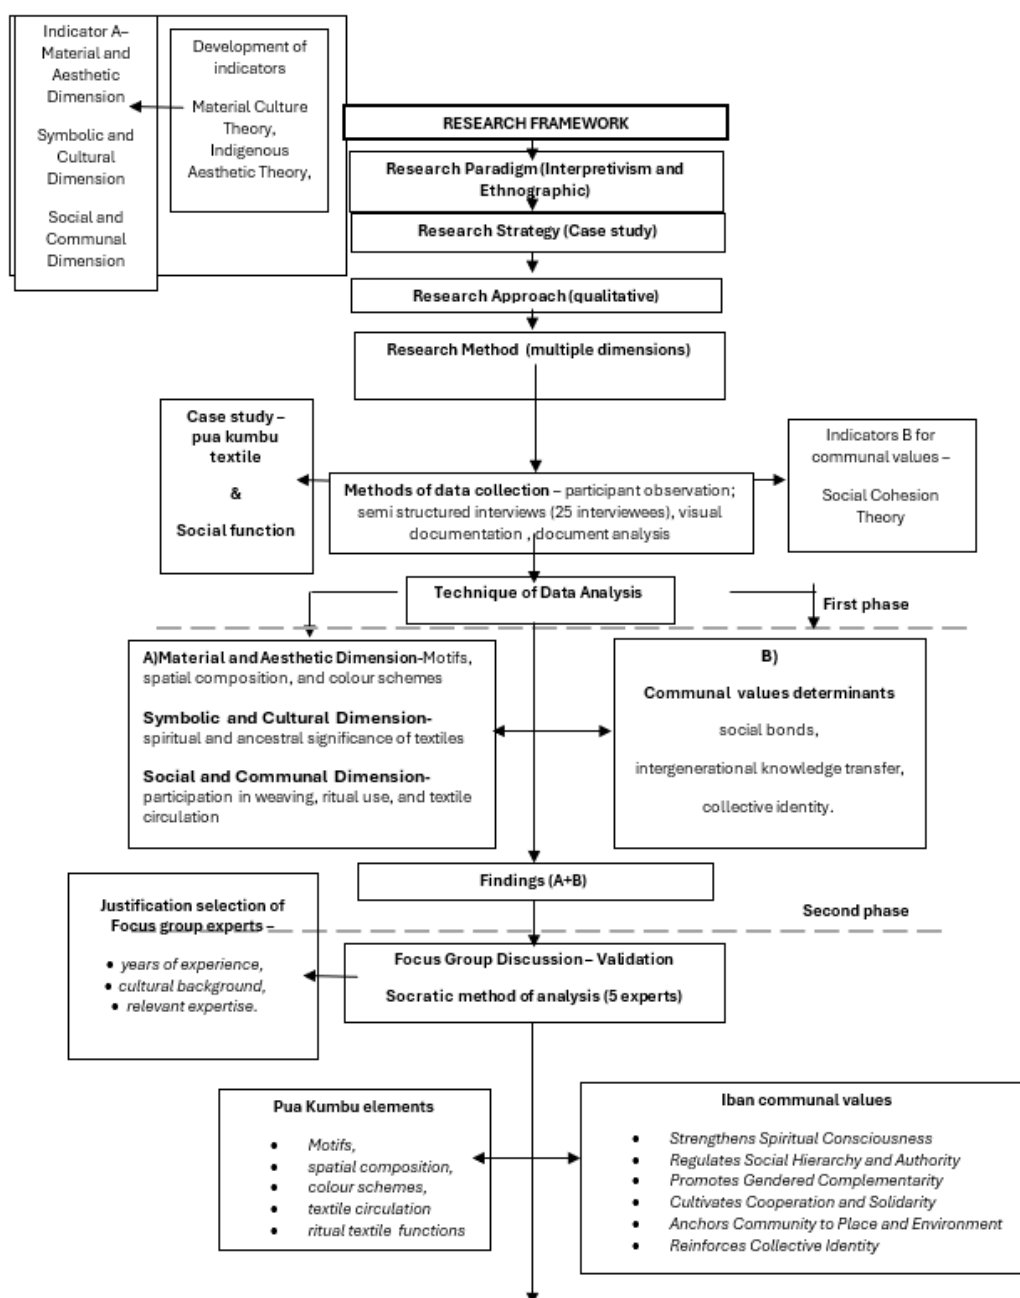 Indicator A–
Material and
Aesthetic
Dimension
Symbolic and
Cultural
Dimension
Social and
Communal
Dimension
Development of
indicators
Material Culture
Theory,
Indigenous
Aesthetic Theory,
RESEARCH FRAMEWORK
Research Paradigm (Interpretivism and
Ethnographic)
Research Strategy (Case study)
Research Approach (qualitative)
Research Method (multiple dimensions)
Case study –
pua kumbu
textile
&
Social function
Methods of data collection – participant observation;
semi structured interviews (25 interviewees), visual
documentation , document analysis
Indicators B for
communal values –
Social Cohesion
Theory
Technique of Data Analysis
First phase
A)Material and Aesthetic Dimension-Motifs,
spatial composition, and colour schemes
Symbolic and Cultural Dimension-
spiritual and ancestral significance of textiles
Social and Communal Dimension-
participation in weaving, ritual use, and textile
circulation
B)
Communal values determinants
social bonds,
intergenerational knowledge transfer,
collective identity.
Findings (A+B)
Second phase
Justification selection of
Focus group experts –
• years of experience,
• cultural background,
• relevant expertise.
Focus Group Discussion – Validation
Socratic method of analysis (5 experts)
Pua Kumbu elements
• Motifs,
• spatial composition,
• colour schemes,
• textile circulation
• ritual textile functions
Iban communal values
• Strengthens Spiritual Consciousness
• Regulates Social Hierarchy and Authority
• Promotes Gendered Complementarity
• Cultivates Cooperation and Solidarity
• Anchors Community to Place and Environment
• Reinforces Collective Identity